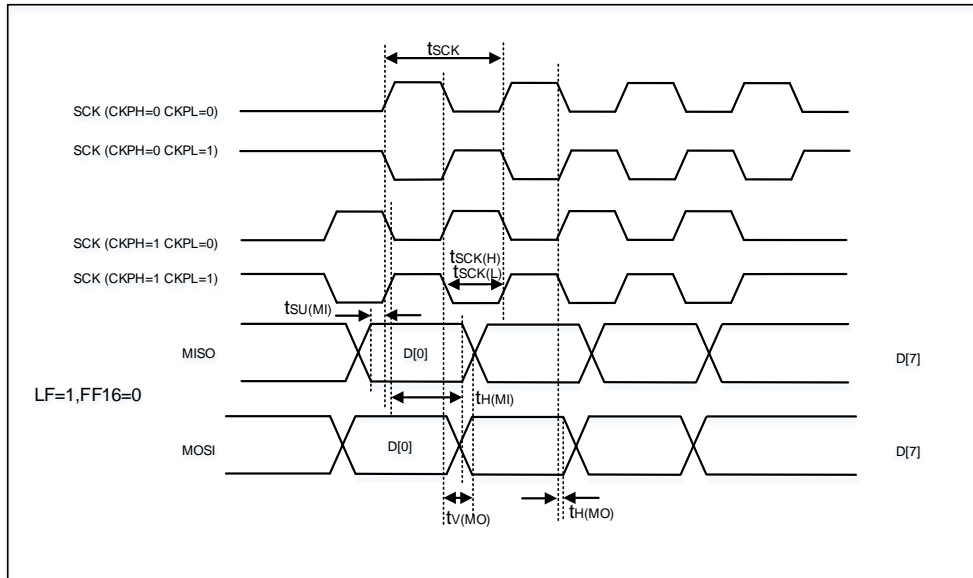 tSCK
SCK (CKPH=0 CKPL=0)
SCK (CKPH=0 CKPL=1)
SCK (CKPH=1 CKPL=0)
tSCK(H)
tSCK(L)
SCK (CKPH=1 CKPL=1)
tSU(MI)
MISO
D[0]
D[7]
LF=1,FF16=0
tH(MI)
MOSI
D[0]
D[7]
tV(MO)
tH(MO)